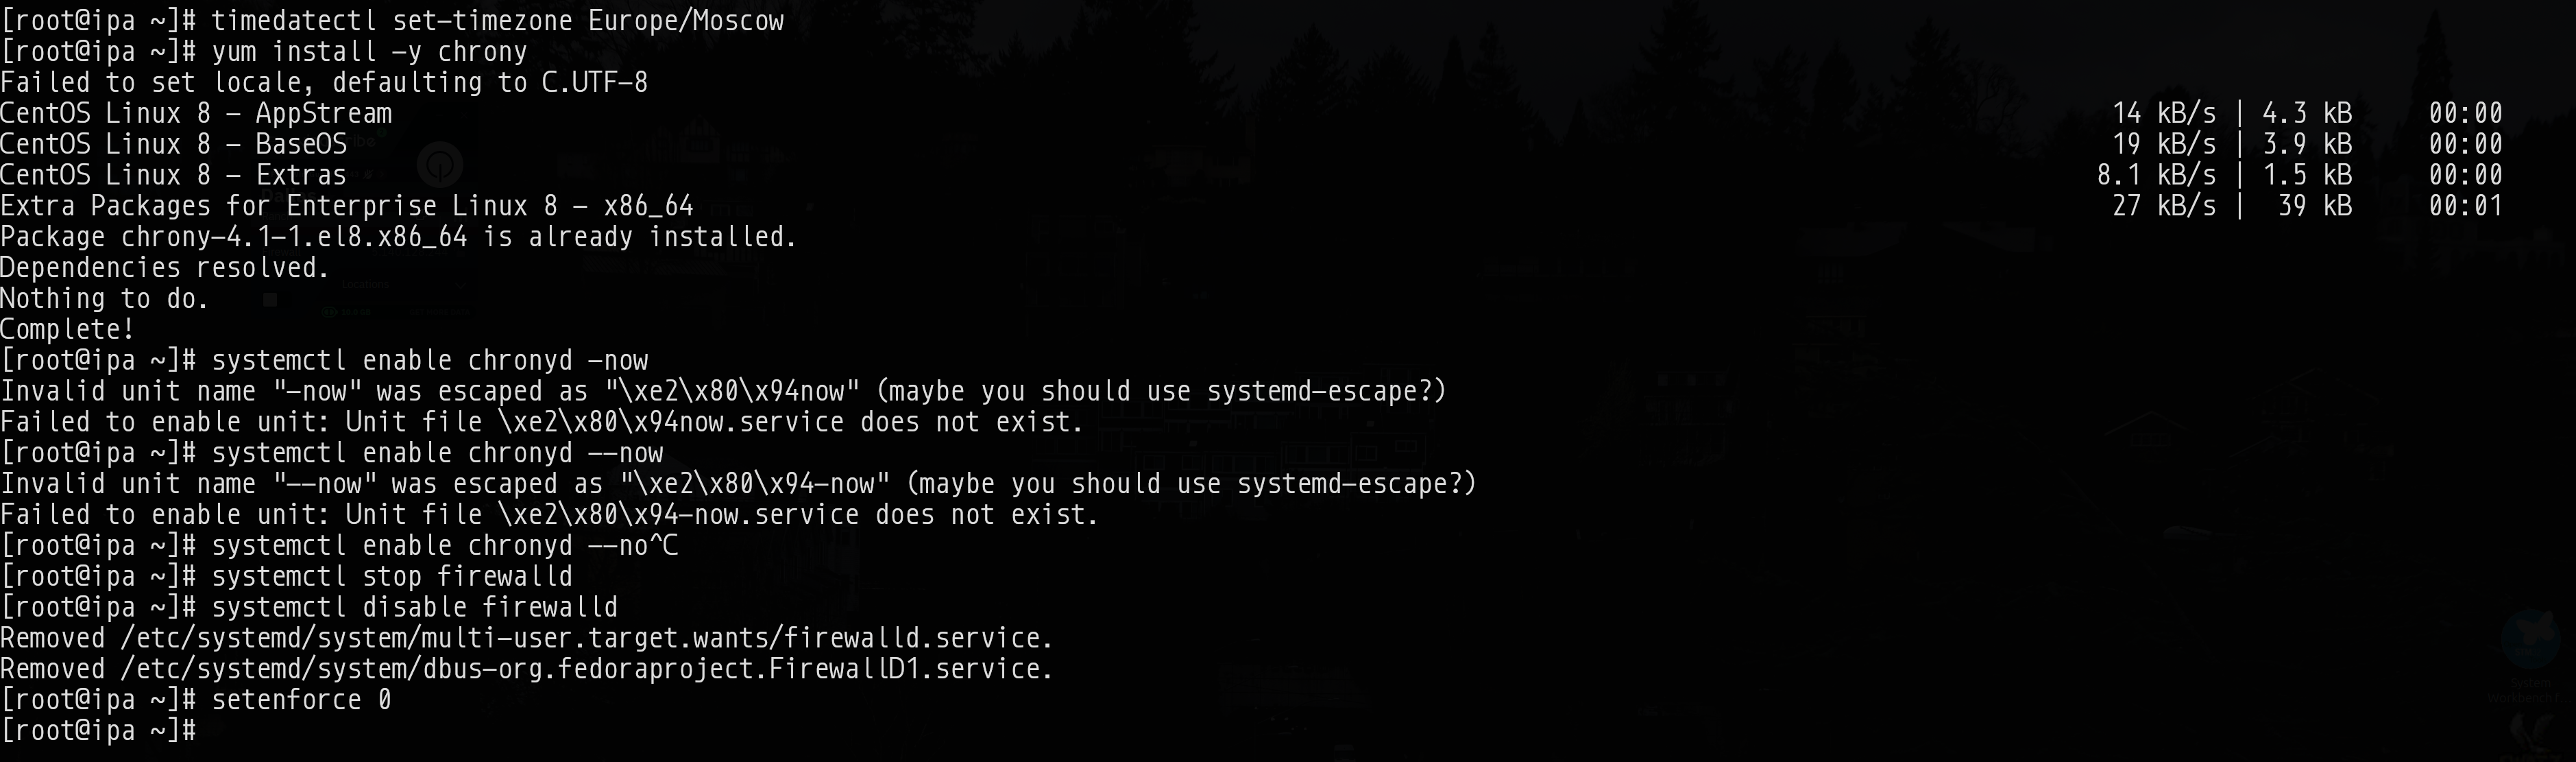 [root@ipa ~]# timedatectl set-timezone Europe/Moscow
[root@ipa ~]# yum install -y chrony
Failed to set locale, defaulting to C.UTF-8
CentOS Linux 8 - AppStream 14 kB/s | 4.3 kB 00:00
CentOS Linux 8 - BaseOS 19 kB/s | 3.9 kB 00:00
CentOS Linux 8 - Extras 8.1 kB/s | 1.5 kB 00:00
Extra Packages for Enterprise Linux 8 - x86_64 27 kB/s | 39 kB 00:01
Package chrony-4.1-1.el8.x86_64 is already installed.
Dependencies resolved.
Nothing to do.
Complete!
[root@ipa ~]# systemctl enable chronyd —now
Invalid unit name "—now" was escaped as "\xe2\x80\x94now" (maybe you should use systemd-escape?)
Failed to enable unit: Unit file \xe2\x80\x94now.service does not exist.
[root@ipa ~]# systemctl enable chronyd —-now
Invalid unit name "—-now" was escaped as "\xe2\x80\x94-now" (maybe you should use systemd-escape?)
Failed to enable unit: Unit file \xe2\x80\x94-now.service does not exist.
[root@ipa ~]# systemctl enable chronyd —-no^C
[root@ipa ~]# systemctl stop firewalld
[root@ipa ~]# systemctl disable firewalld
Removed /etc/systemd/system/multi-user.target.wants/firewalld.service.
Removed /etc/systemd/system/dbus-org.fedoraproject.FirewallD1.service.
[root@ipa ~]# setenforce 0
[root@ipa ~]#
Locations
System